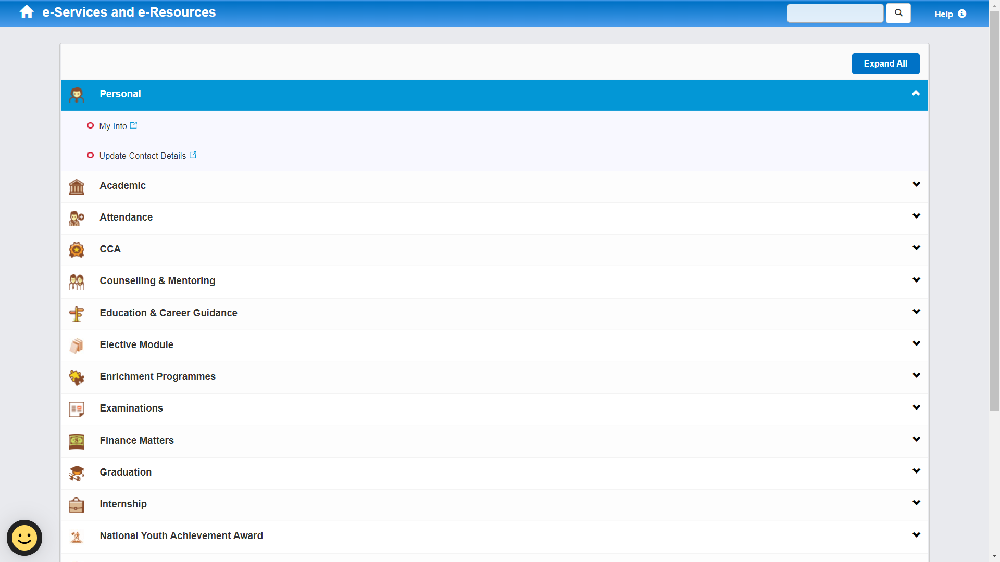 e-Services and e-Resources
Help
Expand All
Personal
My Info
Update Contact Details
Academic
Attendance
CCA
Counselling & Mentoring
Education & Career Guidance
Elective Module
Enrichment Programmes
Examinations
Finance Matters
Graduation
Internship
National Youth Achievement Award